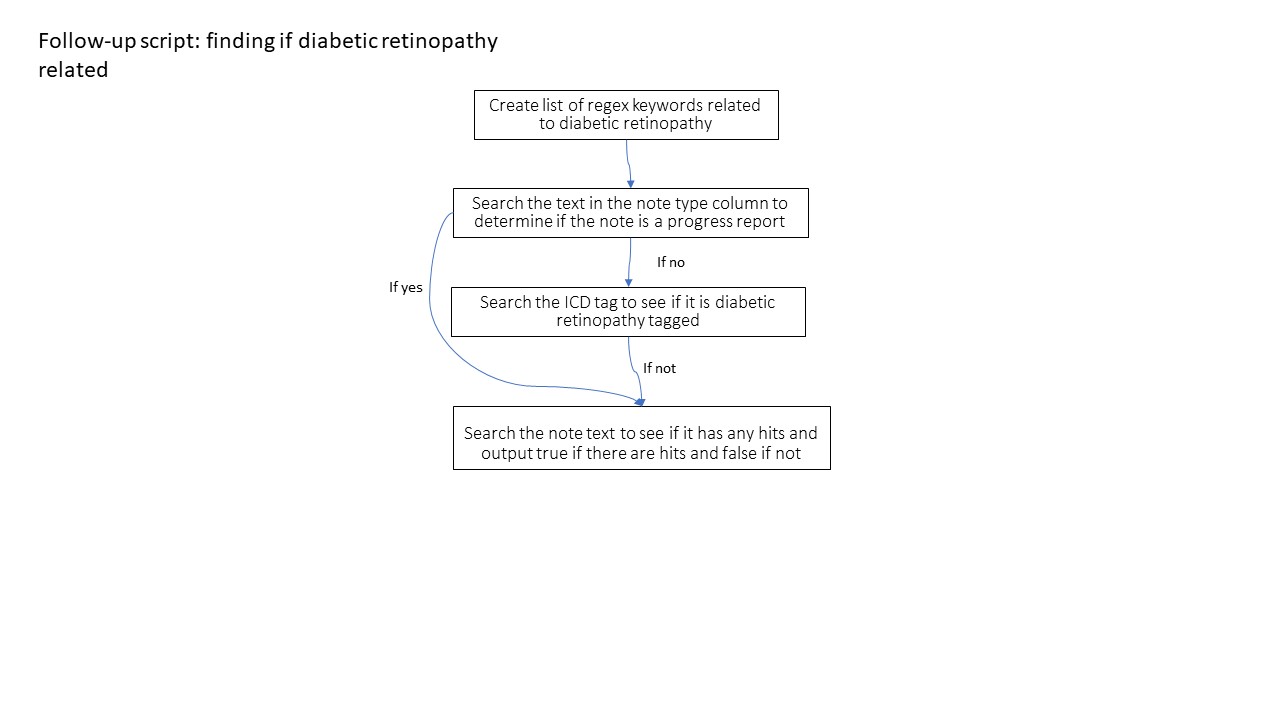 Follow-up script: finding if diabetic retinopathy
related
Create list of regex keywords related
to diabetic retinopathy
Search the text in the note type column to
determine if the note is a progress report
If no
If yes
Search the ICD tag to see if it is diabetic
retinopathy tagged
If not
Search the note text to see if it has any hits and
output true if there are hits and false if not